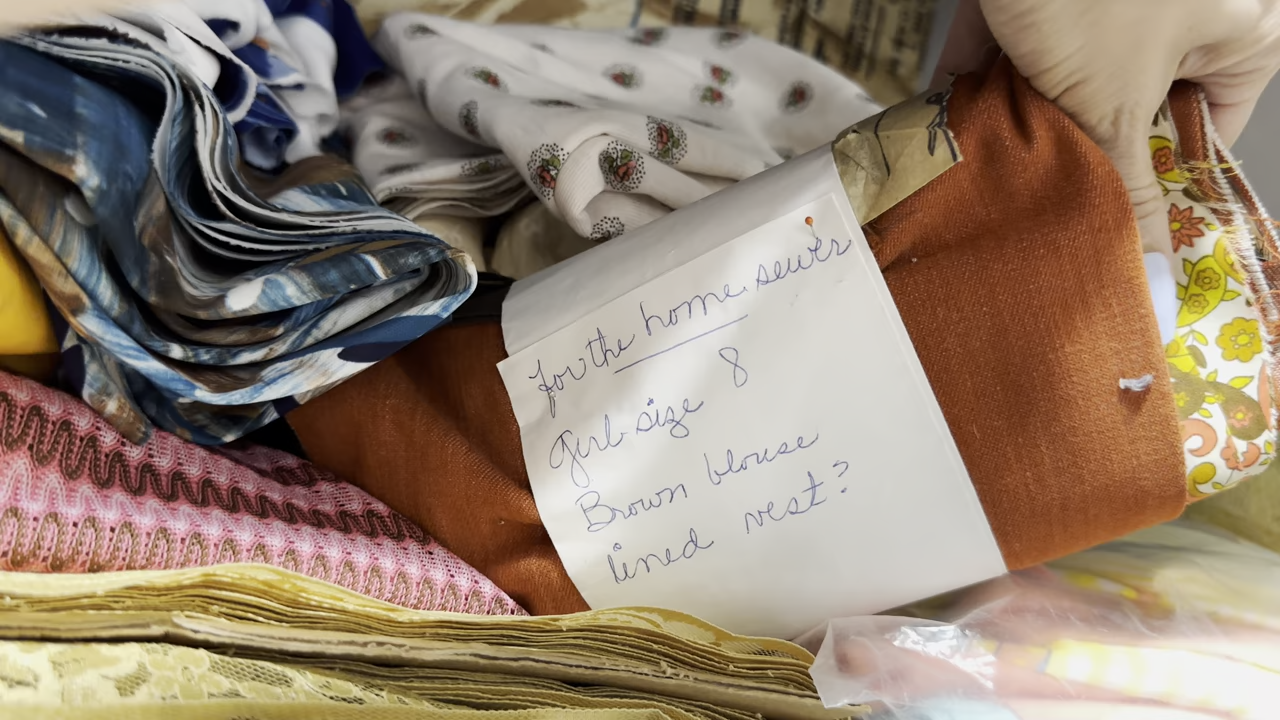 for the home sewer
8
girl size
Brown blouse
lined vest?